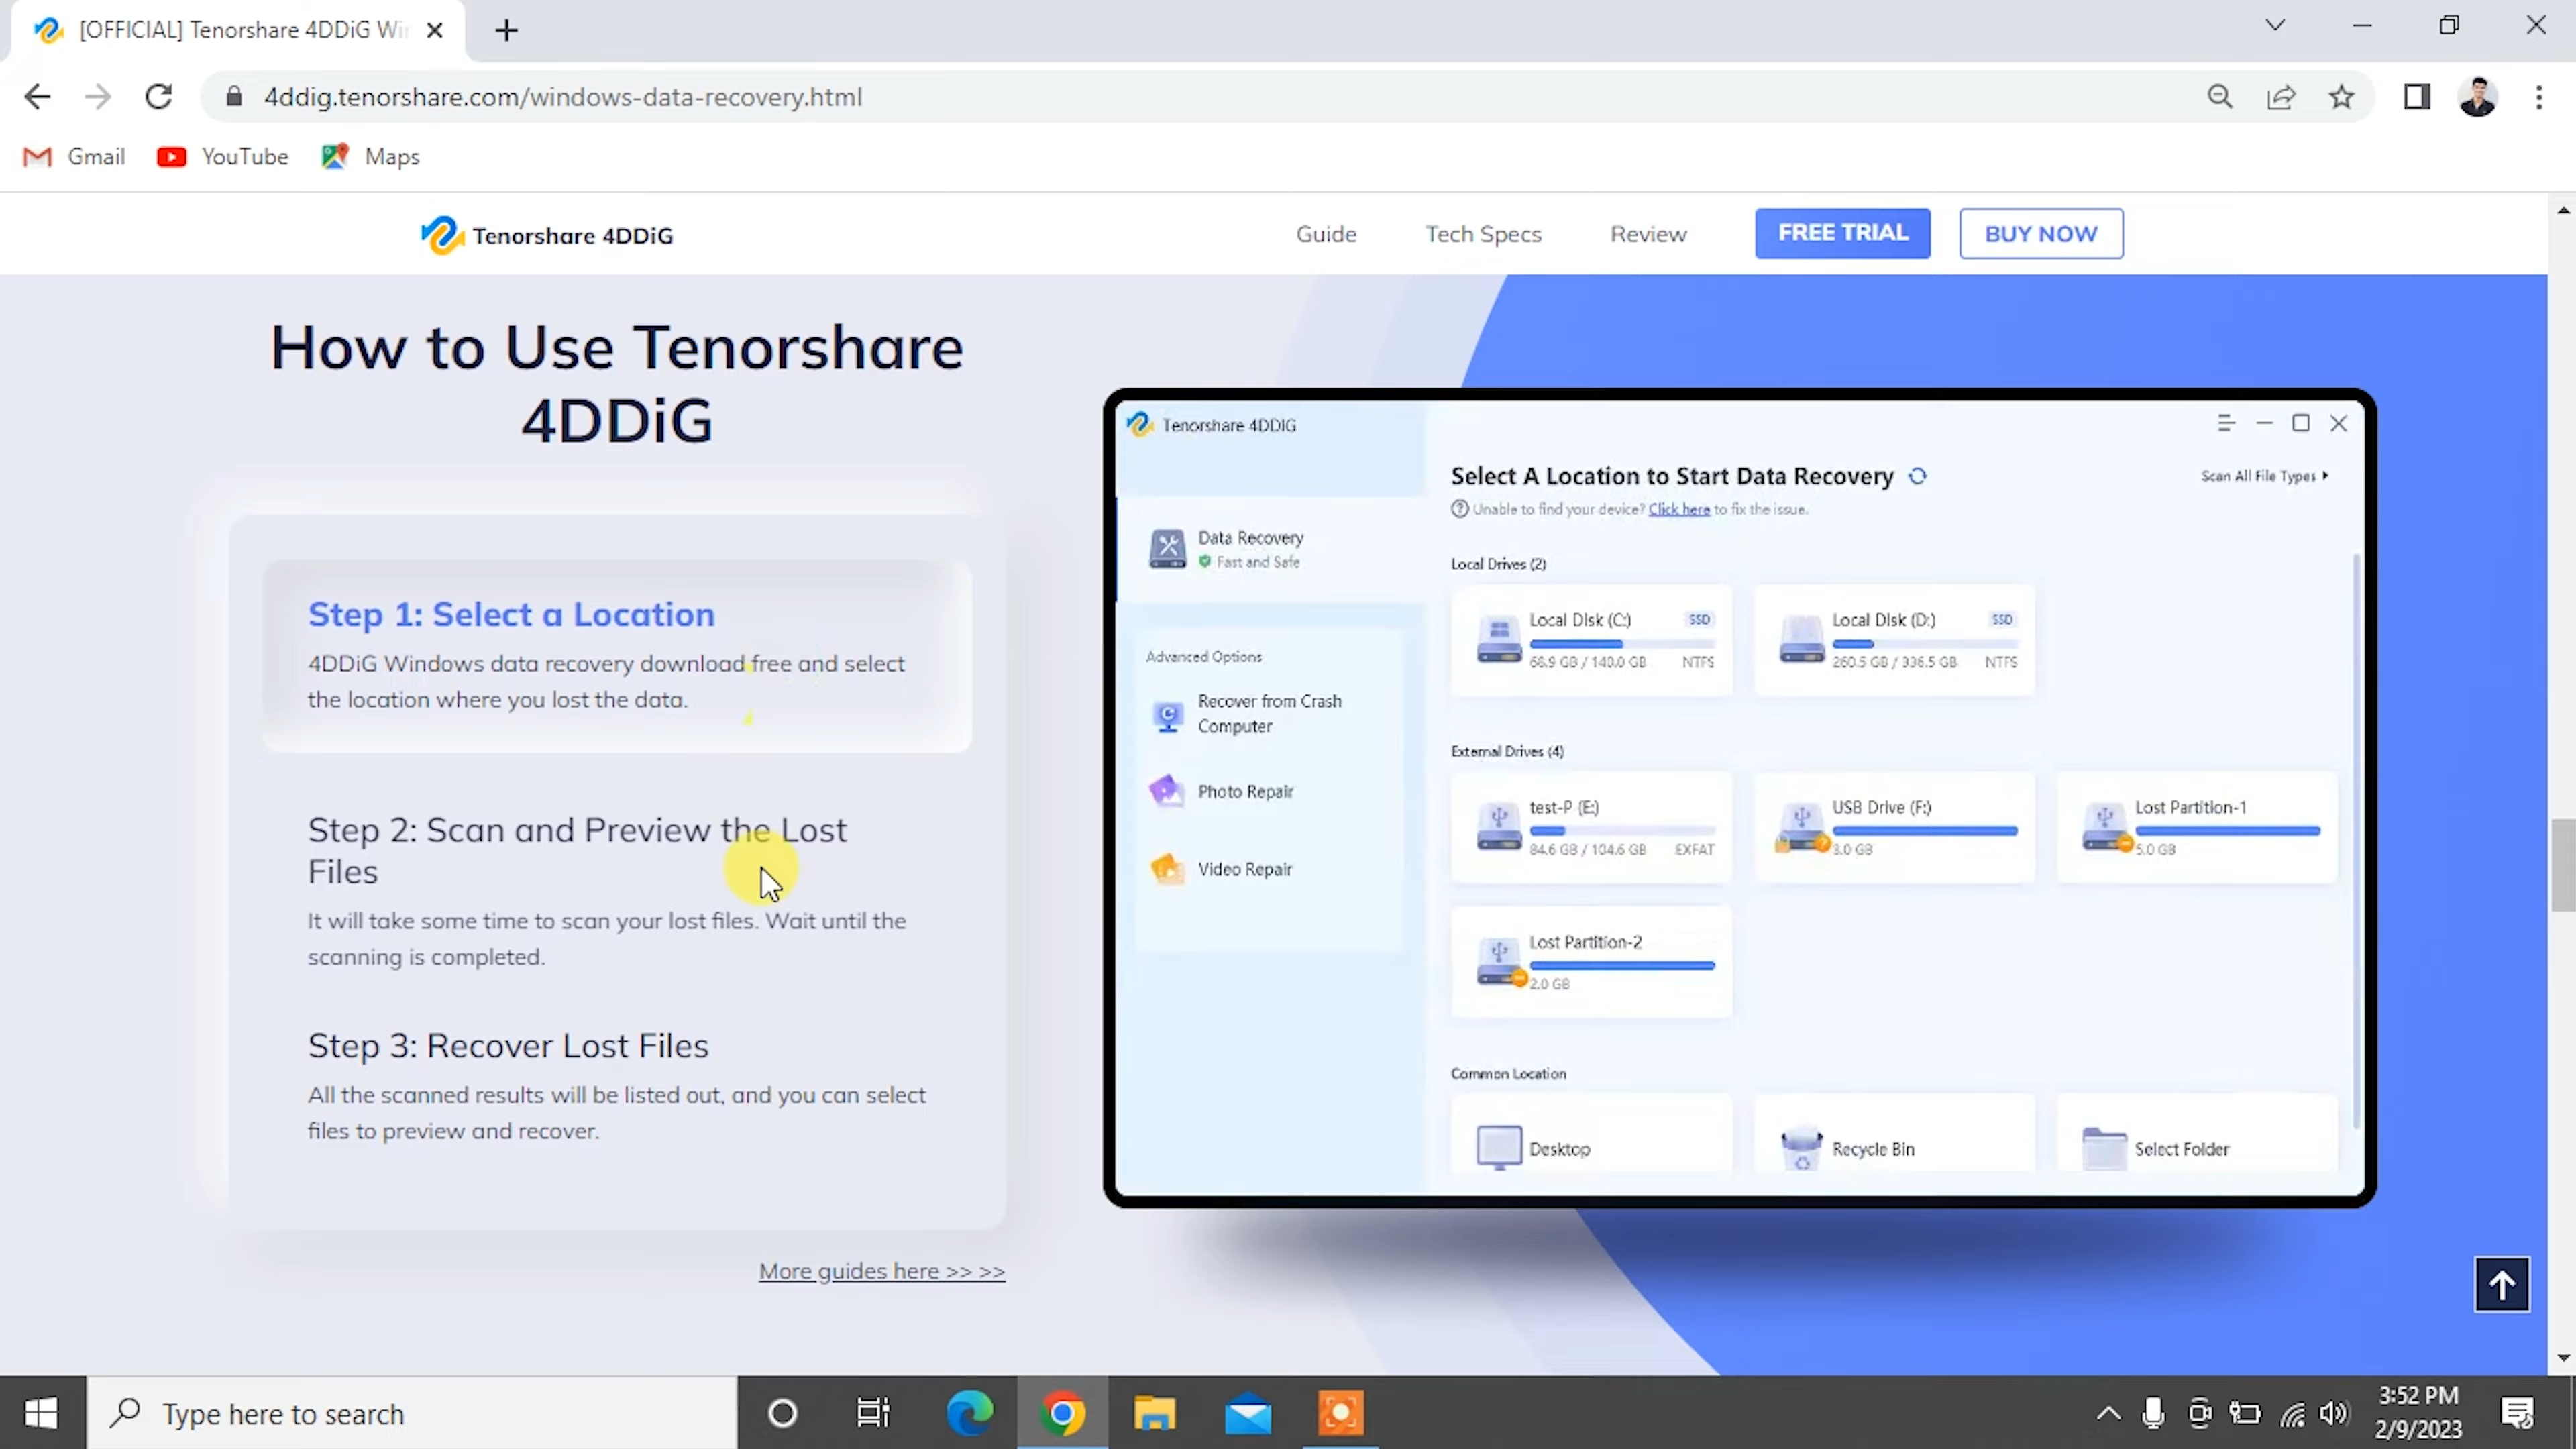 [OFFICIAL] Tenorshare 4DDiG Wi
4ddig.tenorshare.com/windows-data-recovery.html
Gmail
YouTube
Maps
Tenorshare 4DDiG
Guide
Tech Specs
Review
FREE TRIAL
BUY NOW
How to Use Tenorshare
4DDiG
Step 1: Select a Location
4DDiG Windows data recovery download free and select
the location where you lost the data.
Step 2: Scan and Preview the Lost
Files
It will take some time to scan your lost files. Wait until the
scanning is completed.
Step 3: Recover Lost Files
All the scanned results will be listed out, and you can select
files to preview and recover.
More guides here >> >>
Tenorshare 4DDiG
Data Recovery
Fast and Safe
Advanced Options
Recover from Crash
Computer
Photo Repair
Video Repair
Select A Location to Start Data Recovery
Scan All File Types
Unable to find your device? Click here to fix the issue.
Local Drives (2)
Local Disk (C:)
SSD
66.9 GB / 140.0 GB
NTFS
Local Disk (D:)
SSD
260.5 GB / 336.5 GB
NTFS
External Drives (4)
test-P (E:)
84.6 GB / 104.6 GB
EXFAT
USB Drive (F:)
3.0 GB
Lost Partition-1
5.0 GB
Lost Partition-2
2.0 GB
Common Location
Desktop
Recycle Bin
Select Folder
Type here to search
3:52 PM
2/9/2023